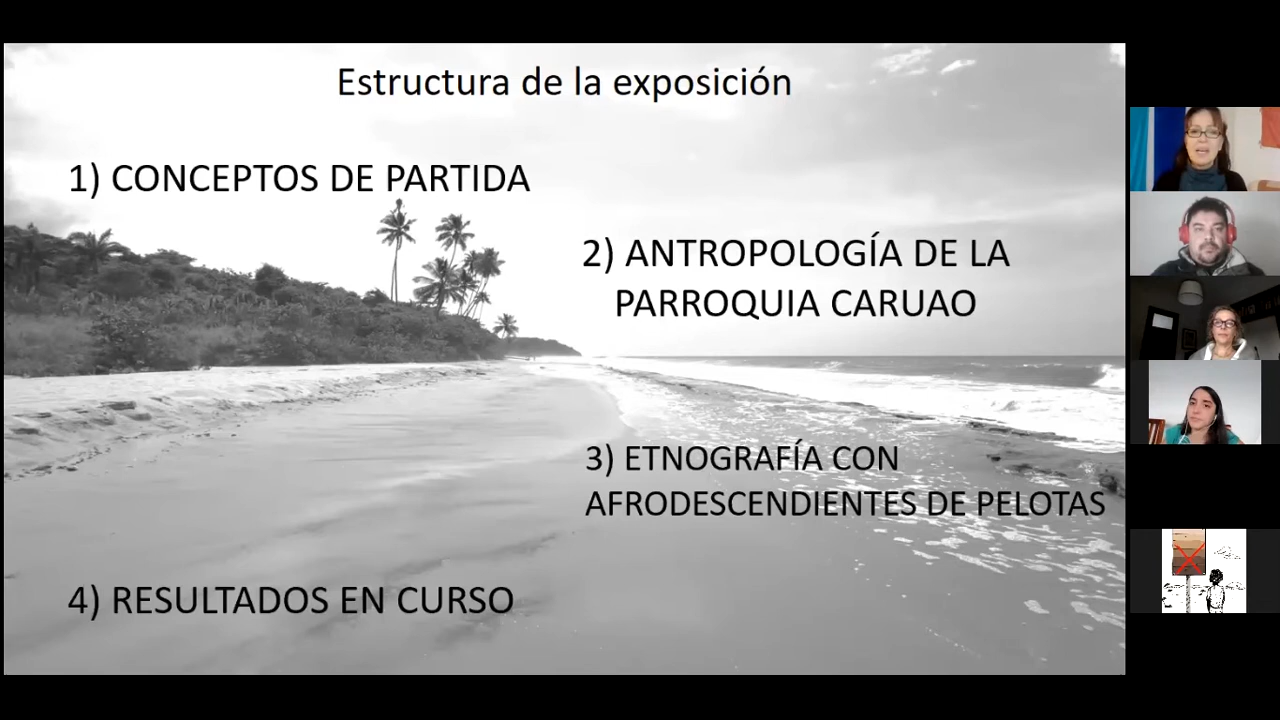 Estructura de la exposición
1) CONCEPTOS DE PARTIDA
2) ANTROPOLOGÍA DE LA
PARROQUIA CARUAO
3) ETNOGRAFÍA CON
AFRODESCENDIENTES DE PELOTAS
4) RESULTADOS EN CURSO